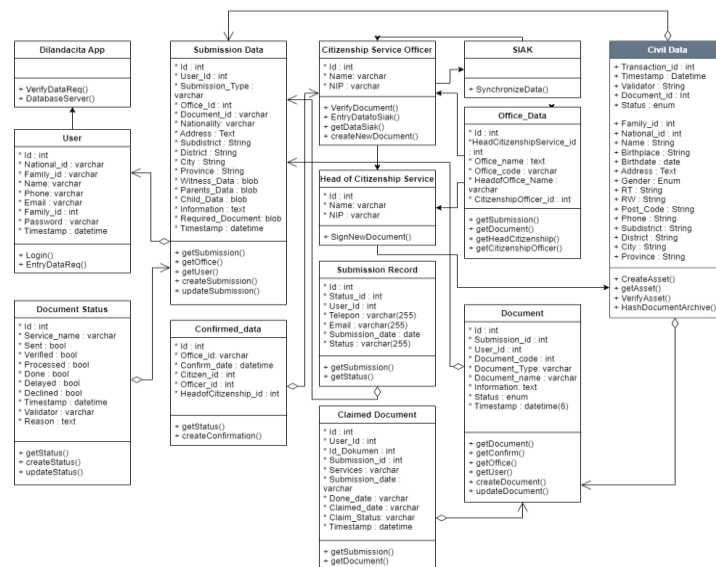 Dilandacita App
+ VerifyDataReq()
+ DatabaseServer()
User
* Id : int
* National_id : varchar
* Family_id : varchar
* Name: varchar
* Phone: varchar
* Email : varchar
* Family_id : int
* Password : varchar
* Timestamp : datetime
+ Login()
+ EntryDataReq()
Document Status
* Id : int
* Service_name : varchar
* Sent : bool
* Verified : bool
* Processed : bool
* Done : bool
* Delayed : bool
* Declined : bool
* Timestamp : datetime
* Validator : varchar
* Reason : text
+ getStatus()
+ createStatus()
+ updateStatus()
Submission Data
* Id : int
* User_Id : int
* Submission_Type :
varchar
* Office_Id : int
* Document_id : varchar
* Nationality: varchar
* Address : Text
* Subdistrict : String
* District : String
* City : String
* Province : String
* Witness_Data : blob
* Parents_Data : blob
* Child_Data : blob
* Information : text
* Required_Document: blob
* Timestamp : datetime
+ getSubmission()
+ getOffice()
+ getUser()
+ createSubmission()
+ updateSubmission()
Confirmed_data
* Id : int
* Office_id: varchar
* Confirm_date : datetime
* Citizen_id : int
* Officer_id : int
* HeadofCitizenship_id : int
+ getStatus()
+ createConfirmation()
Citizenship Service Officer
* Id : int
* Name: varchar
* NIP : varchar
+ VerifyDocument()
+ EntryDatatoSiak()
+ getDataSiak()
+ createNewDocument()
Head of Citizenship Service
* Id : int
* Name: varchar
* NIP : varchar
+ SignNewDocument()
Submission Record
* Id : int
* Status_id : int
* User_Id : int
* Telepon : varchar(255)
* Email : varchar(255)
* Submission_date : date
* Status : varchar(255)
+ getSubmission()
+ getStatus()
Claimed Document
* Id : int
* User_Id : int
* Id_Dokumen : int
* Submission_id : int
* Services : varchar
* Submission_date :
varchar
* Done_date : varchar
* Claimed_date : varchar
* Claim_Status: varchar
* Timestamp : datetime
+ getSubmission()
+ getDocument()
SIAK
+ SynchronizeData()
Office_Data
* Id : int
*HeadCitizenshipService_id
: int
* Office_name : text
* Office_code : varchar
* HeadofOffice_Name :
varchar
* CitizenshipOfficer_id : int
+ getSubmission()
+ getDocument()
+ getHeadCitizenshiip()
+ getCitizenshipOfficer()
Document
* Id : int
* Submission_id : int
* User_Id : int
* Document_code : int
* Document_Type: varchar
* Document_name : varchar
* Information: text
* Status : enum
* Timestamp : datetime(6)
+ getDocument()
+ getConfirm()
+ getOffice()
+ getUser()
+ createDocument()
+ updateDocument()
Civil Data
+ Transaction_id : int
+ Timestamp : Datetime
+ Validator : String
+ Document_id : Int
+ Status : enum
+ Family_id : int
+ National_id : int
+ Name : String
+ Birthplace : String
+ Birthdate : date
+ Address : Text
+ Gender : Enum
+ RT : String
+ RW : String
+ Post_Code : String
+ Phone : String
+ Subdistrict : String
+ District : String
+ City : String
+ Province : String
+ CreateAsset()
+ getAsset()
+ VerifyAsset()
+ HashDocumentArchive()